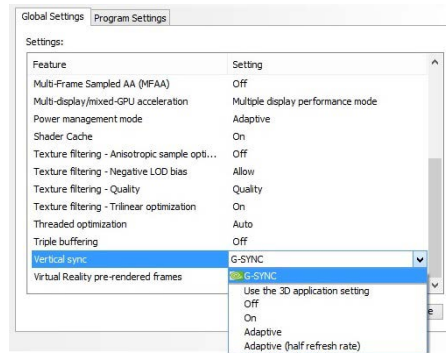 Global Settings Program Settings
Settings:
Feature Setting
Multi-Frame Sampled AA (MFAA) Off
Multi-display/mixed-GPU acceleration Multiple display performance mode
Power management mode Adaptive
Shader Cache On
Texture filtering - Anisotropic sample opti... Off
Texture filtering - Negative LOD bias Allow
Texture filtering - Quality Quality
Texture filtering - Trilinear optimization On
Threaded optimization Auto
Triple buffering Off
Vertical sync G-SYNC
Virtual Reality pre-rendered frames G-SYNC
Use the 3D application setting
Off
On
Adaptive
Adaptive (half refresh rate)